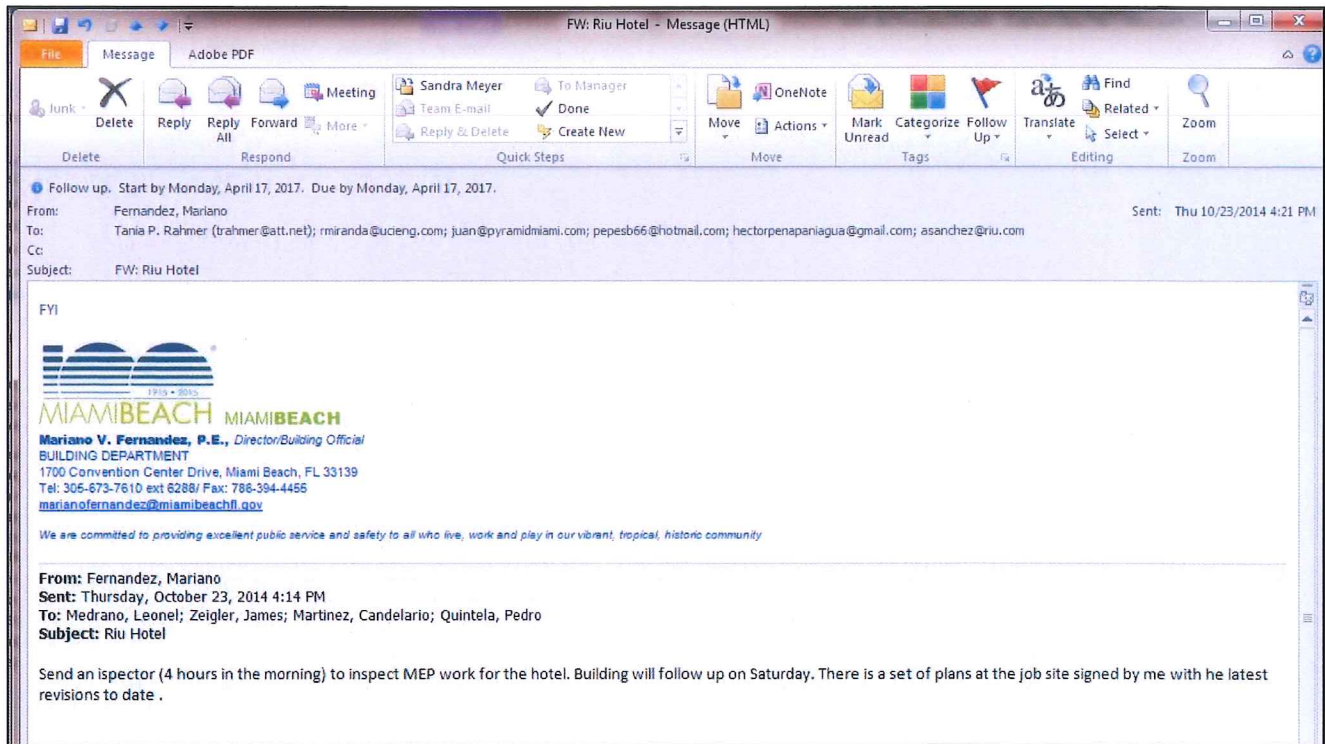 FW: Riu Hotel - Message (HTML)
File Message Adobe PDF
Junk Delete Reply Reply All Forward Meeting More
Sandra Meyer To Manager
Team E-mail Done
Reply & Delete Create New
Move OneNote Actions Mark Unread Categorize Follow Up Translate Find Related Select Zoom
Delete Respond Quick Steps Move Tags Editing Zoom
Follow up. Start by Monday, April 17, 2017. Due by Monday, April 17, 2017.
From: Fernandez, Mariano Sent: Thu 10/23/2014 4:21 PM
To: Tania P. Rahmer (trahmer@att.net); rmiranda@ucieng.com; juan@pyramidmiami.com; pepesb66@hotmail.com; hectorpenapaniagua@gmail.com; asanchez@riu.com
Cc:
Subject: FW: Riu Hotel
FYI
100
1915 • 2015
MIAMIBEACH MIAMIBEACH
Mariano V. Fernandez, P.E., Director/Building Official
BUILDING DEPARTMENT
1700 Convention Center Drive, Miami Beach, FL 33139
Tel: 305-673-7610 ext 6288/ Fax: 786-394-4455
marianofernandez@miamibeachfl.gov
We are committed to providing excellent public service and safety to all who live, work and play in our vibrant, tropical, historic community
From: Fernandez, Mariano
Sent: Thursday, October 23, 2014 4:14 PM
To: Medrano, Leonel; Zeigler, James; Martinez, Candelario; Quintela, Pedro
Subject: Riu Hotel
Send an ispector (4 hours in the morning) to inspect MEP work for the hotel. Building will follow up on Saturday. There is a set of plans at the job site signed by me with he latest
revisions to date .